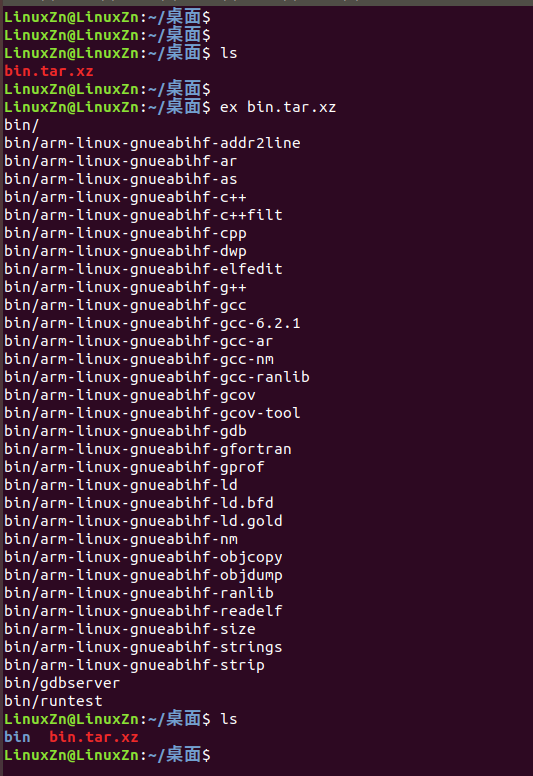 LinuxZn@LinuxZn:~/桌面$
LinuxZn@LinuxZn:~/桌面$
LinuxZn@LinuxZn:~/桌面$ ls
bin.tar.xz
LinuxZn@LinuxZn:~/桌面$
LinuxZn@LinuxZn:~/桌面$ ex bin.tar.xz
bin/
bin/arm-linux-gnueabihf-addr2line
bin/arm-linux-gnueabihf-ar
bin/arm-linux-gnueabihf-as
bin/arm-linux-gnueabihf-c++
bin/arm-linux-gnueabihf-c++filt
bin/arm-linux-gnueabihf-cpp
bin/arm-linux-gnueabihf-dwp
bin/arm-linux-gnueabihf-elfedit
bin/arm-linux-gnueabihf-g++
bin/arm-linux-gnueabihf-gcc
bin/arm-linux-gnueabihf-gcc-6.2.1
bin/arm-linux-gnueabihf-gcc-ar
bin/arm-linux-gnueabihf-gcc-nm
bin/arm-linux-gnueabihf-gcc-ranlib
bin/arm-linux-gnueabihf-gcov
bin/arm-linux-gnueabihf-gcov-tool
bin/arm-linux-gnueabihf-gdb
bin/arm-linux-gnueabihf-gfortran
bin/arm-linux-gnueabihf-gprof
bin/arm-linux-gnueabihf-ld
bin/arm-linux-gnueabihf-ld.bfd
bin/arm-linux-gnueabihf-ld.gold
bin/arm-linux-gnueabihf-nm
bin/arm-linux-gnueabihf-objcopy
bin/arm-linux-gnueabihf-objdump
bin/arm-linux-gnueabihf-ranlib
bin/arm-linux-gnueabihf-readelf
bin/arm-linux-gnueabihf-size
bin/arm-linux-gnueabihf-strings
bin/arm-linux-gnueabihf-strip
bin/gdbserver
bin/runtest
LinuxZn@LinuxZn:~/桌面$ ls
bin  bin.tar.xz
LinuxZn@LinuxZn:~/桌面$